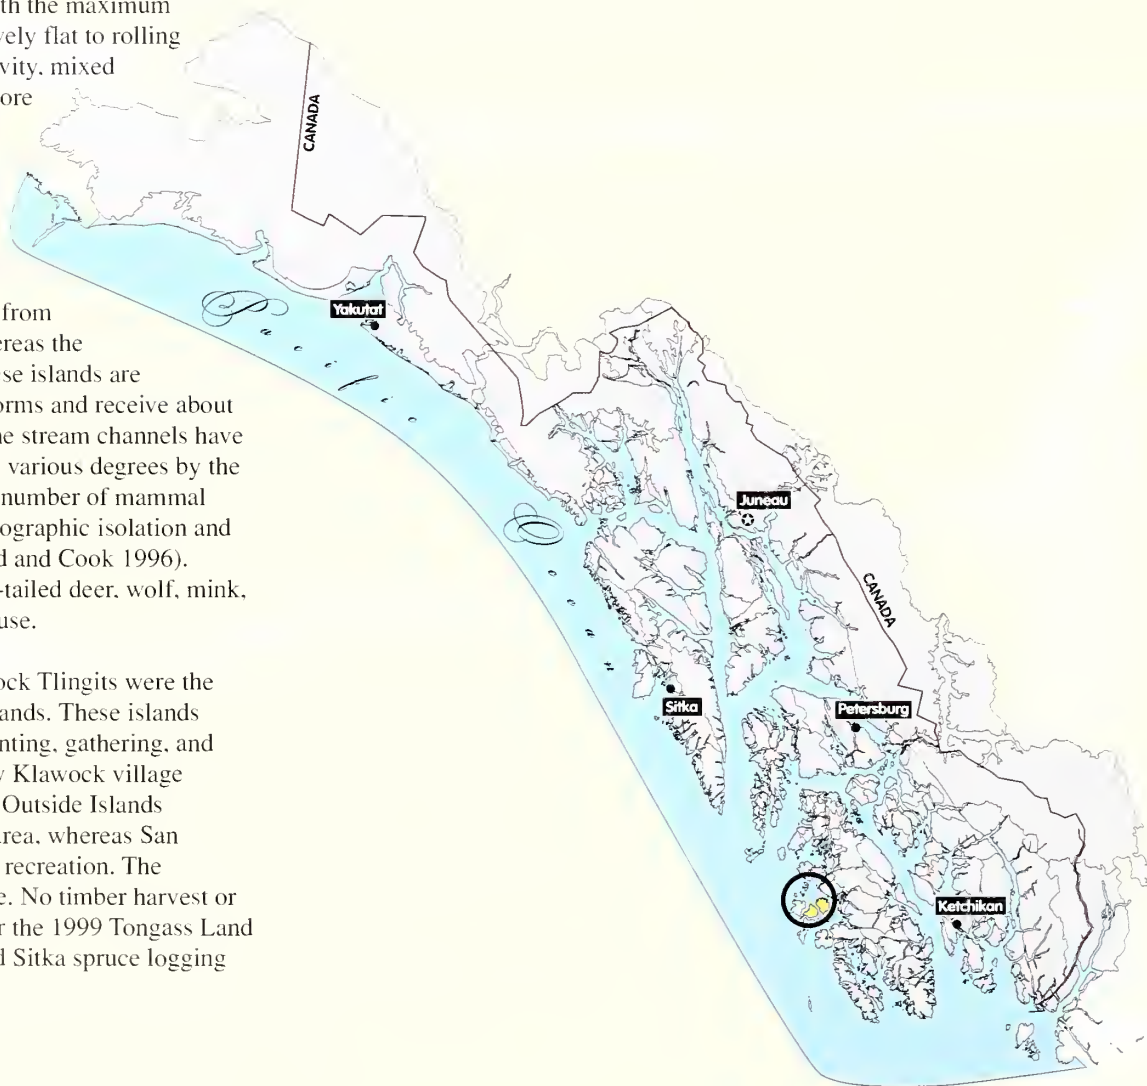 th the maximum
vely flat to rolling
vity, mixed
ore
from
ereas the
se islands are
orms and receive about
ne stream channels have
various degrees by the
number of mammal
ographic isolation and
d and Cook 1996).
-tailed deer, wolf, mink,
use.
ock Tlingits were the
ands. These islands
nting, gathering, and
y Klawock village
Outside Islands
area, whereas San
recreation. The
e. No timber harvest or
r the 1999 Tongass Land
d Sitka spruce logging
CANADA
Yakutat
Pacific
Ocean
Juneau
CANADA
Sitka
Petersburg
Ketchikan